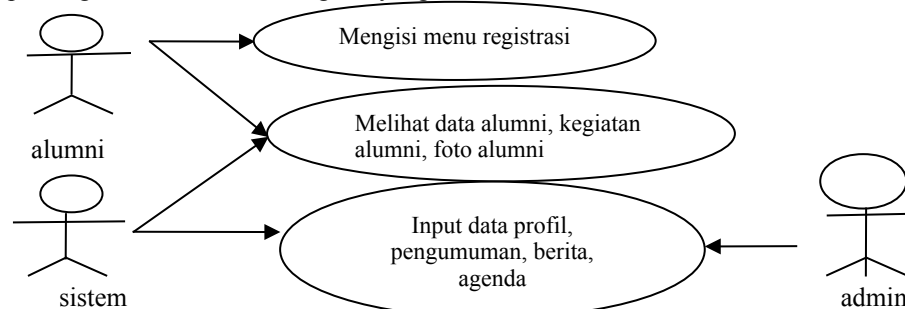 Mengisi menu registrasi
Melihat data alumni, kegiatan
alumni, foto alumni
alumni
Input data profil,
pengumuman, berita,
agenda
sistem
admin